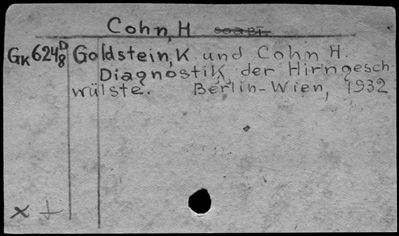 Cohn, H
GK 624 D/8 Goldstein, K. und Cohn H.
Diagnostik der Hirngesch
wülste. Berlin-Wien, 1932
x +